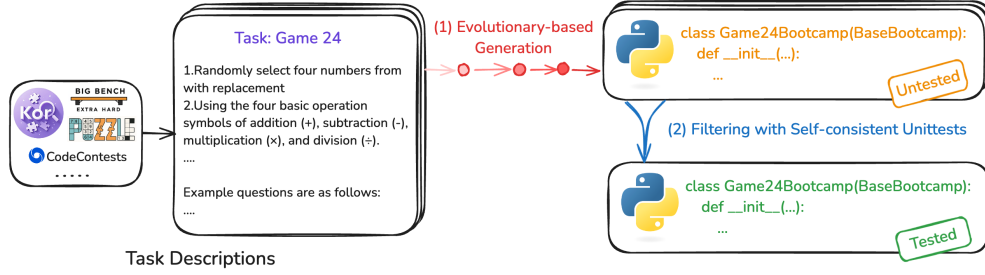 Kor
BIG BENCH
EXTRA HARD
PUZZLE
CodeContests
.....
Task: Game 24
1.Randomly select four numbers from
with replacement
2.Using the four basic operation
symbols of addition (+), subtraction (-),
multiplication (×), and division (÷).
....
Example questions are as follows:
....
Task Descriptions
(1) Evolutionary-based
Generation
class Game24Bootcamp(BaseBootcamp):
def __init__(...):
...
Untested
(2) Filtering with Self-consistent Unittests
class Game24Bootcamp(BaseBootcamp):
def __init__(...):
...
Tested